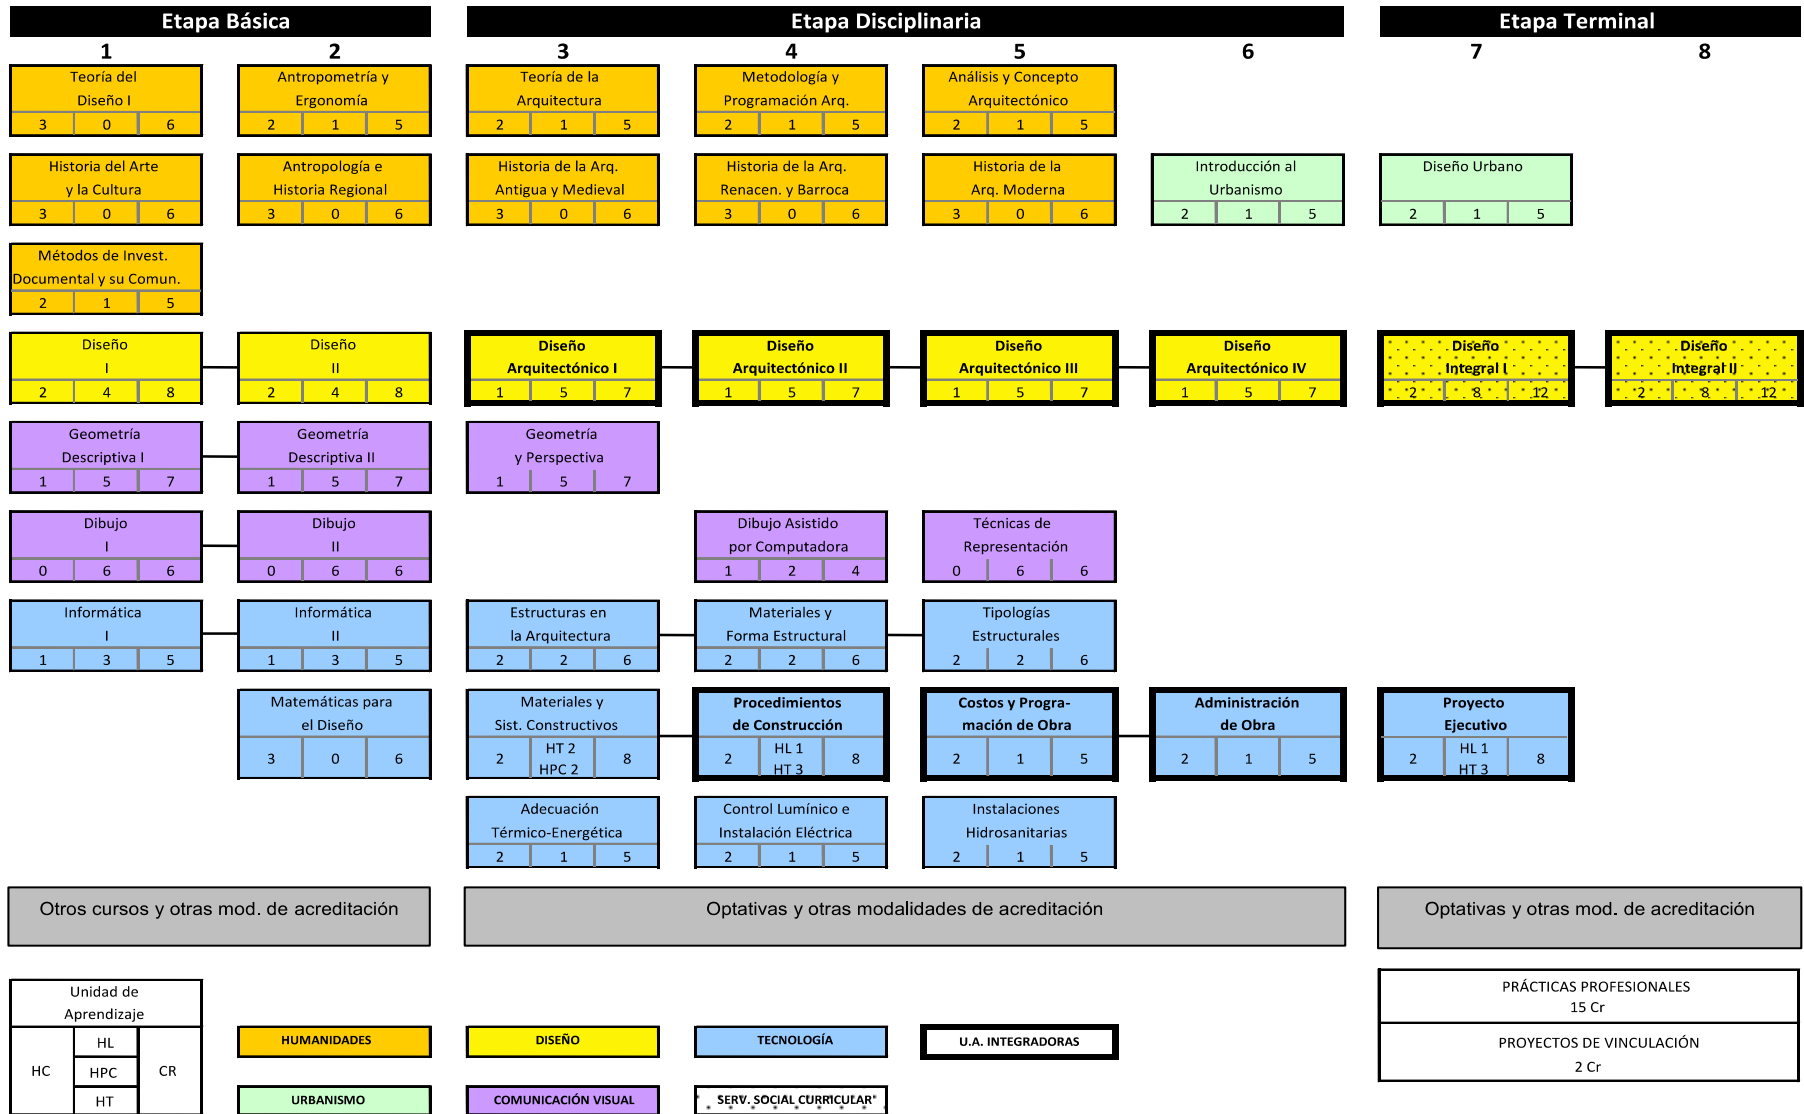 Etapa Básica
Etapa Disciplinaria
Etapa Terminal
1 2 3 4 5 6 7 8
Teoría del
Diseño I
3 0 6
Antropometría y
Ergonomía
2 1 5
Teoría de la
Arquitectura
2 1 5
Metodología y
Programación Arq.
2 1 5
Análisis y Concepto
Arquitectónico
2 1 5
Historia del Arte
y la Cultura
3 0 6
Antropología e
Historia Regional
3 0 6
Historia de la Arq.
Antigua y Medieval
3 0 6
Historia de la Arq.
Renacen. y Barroca
3 0 6
Historia de la
Arq. Moderna
3 0 6
Introducción al
Urbanismo
2 1 5
Diseño Urbano
2 1 5
Métodos de Invest.
Documental y su Comun.
2 1 5
Diseño
I
2 4 8
Diseño
II
2 4 8
Diseño
Arquitectónico I
1 5 7
Diseño
Arquitectónico II
1 5 7
Diseño
Arquitectónico III
1 5 7
Diseño
Arquitectónico IV
1 5 7
Diseño
Integral I
2 8 12
Diseño
Integral II
2 8 12
Geometría
Descriptiva I
1 5 7
Geometría
Descriptiva II
1 5 7
Geometría
y Perspectiva
1 5 7
Dibujo
I
0 6 6
Dibujo
II
0 6 6
Dibujo Asistido
por Computadora
1 2 4
Técnicas de
Representación
0 6 6
Informática
I
1 3 5
Informática
II
1 3 5
Estructuras en
la Arquitectura
2 2 6
Materiales y
Forma Estructural
2 2 6
Tipologías
Estructurales
2 2 6
Matemáticas para
el Diseño
3 0 6
Materiales y
Sist. Constructivos
2 HT 2 8
HPC 2
Procedimientos
de Construcción
2 HL 1 8
HT 3
Costos y Progra-
mación de Obra
2 1 5
Administración
de Obra
2 1 5
Proyecto
Ejecutivo
2 HL 1 8
HT 3
Adecuación
Térmico-Energética
2 1 5
Control Lumínico e
Instalación Eléctrica
2 1 5
Instalaciones
Hidrosanitarias
2 1 5
Otros cursos y otras mod. de acreditación
Optativas y otras modalidades de acreditación
Optativas y otras mod. de acreditación
Unidad de
Aprendizaje
HL
HC HPC CR
HT
HUMANIDADES
DISEÑO
TECNOLOGÍA
U.A. INTEGRADORAS
URBANISMO
COMUNICACIÓN VISUAL
SERV. SOCIAL CURRICULAR
PRÁCTICAS PROFESIONALES
15 Cr
PROYECTOS DE VINCULACIÓN
2 Cr